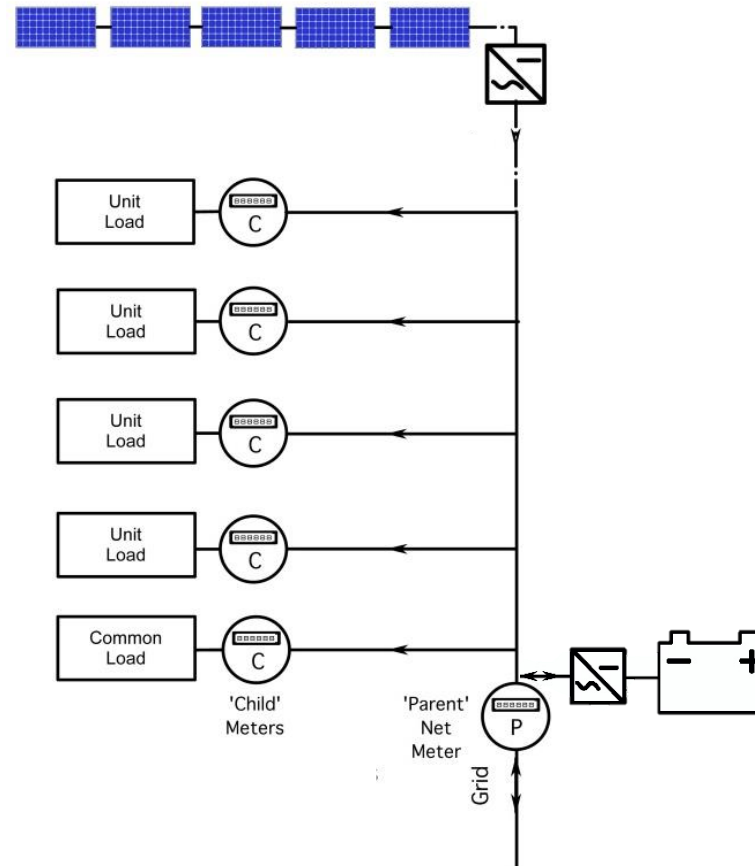 Unit
Load
C
Unit
Load
C
Unit
Load
C
Unit
Load
C
Common
Load
C
'Child'
Meters
'Parent'
Net
Meter
P
Grid